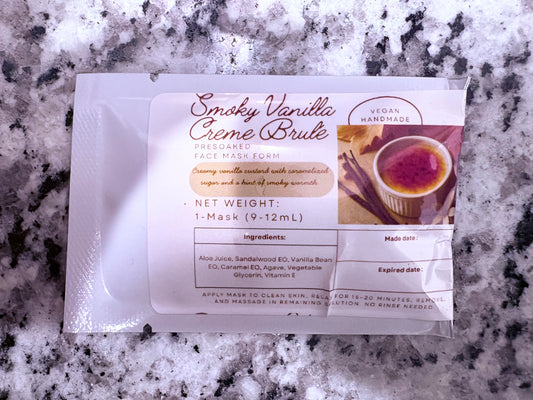 Smoky Vanilla
Creme Brule
VEGAN
HANDMADE
PRESOAKED
FACE MASK FORM
Creamy vanilla custard with caramelized
sugar and a hint of smoky warmth
NET WEIGHT:
1-Mask (9-12mL)
Ingredients:
Aloe Juice, Sandalwood EO, Vanilla Bean
EO, Caramel EO, Agave, Vegetable
Glycerin, Vitamin E
Made date:
Expired date:
APPLY MASK TO CLEAN SKIN, RELAX FOR 15-20 MINUTES, REMOVE,
AND MASSAGE IN REMAINING SOLUTION. NO RINSE NEEDED.